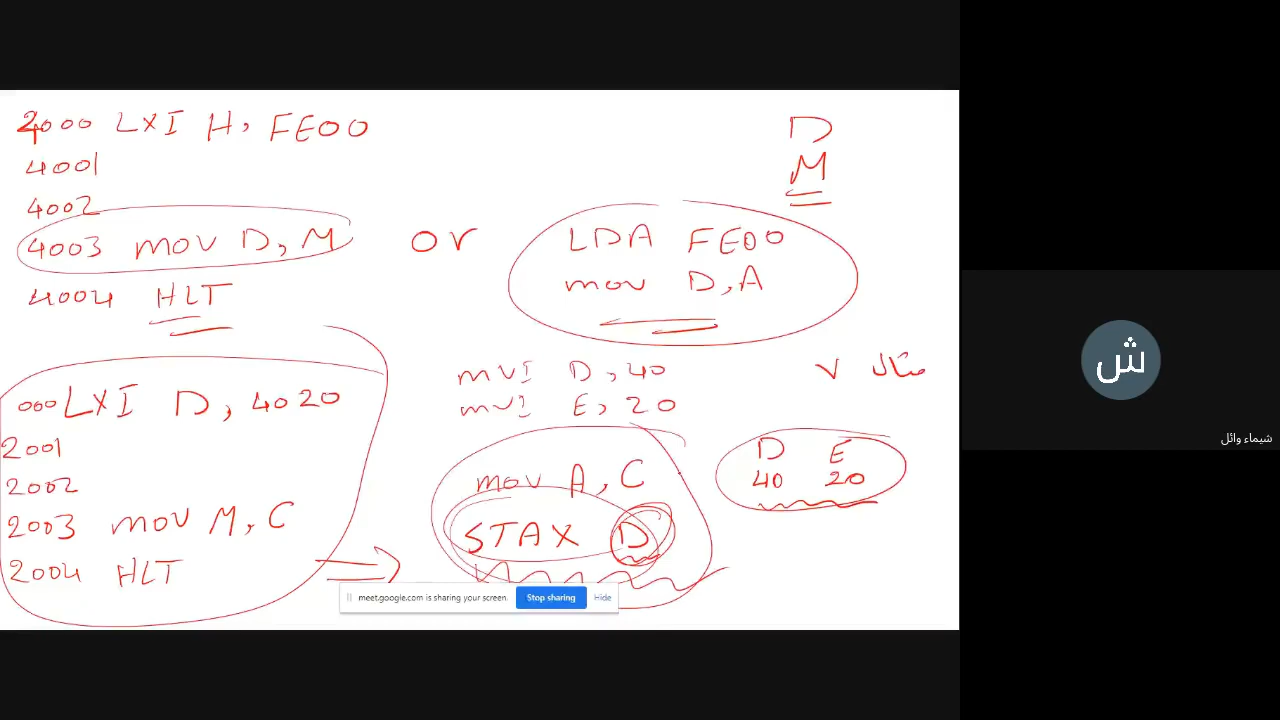 4000 LXI H, FE00
4001
4002
4003 mov D, M
4004 HLT
or
LDA FE00
mov D, A
D
M
mvI D, 40
mvI E, 20
مثال 7
000 LXI D, 4020
2001
2002
2003 mov M, C
2004 HLT
mov A, C
STAX D
D E
40 20
meet.google.com is sharing your screen.
Stop sharing
Hide
ش
شيماء وائل